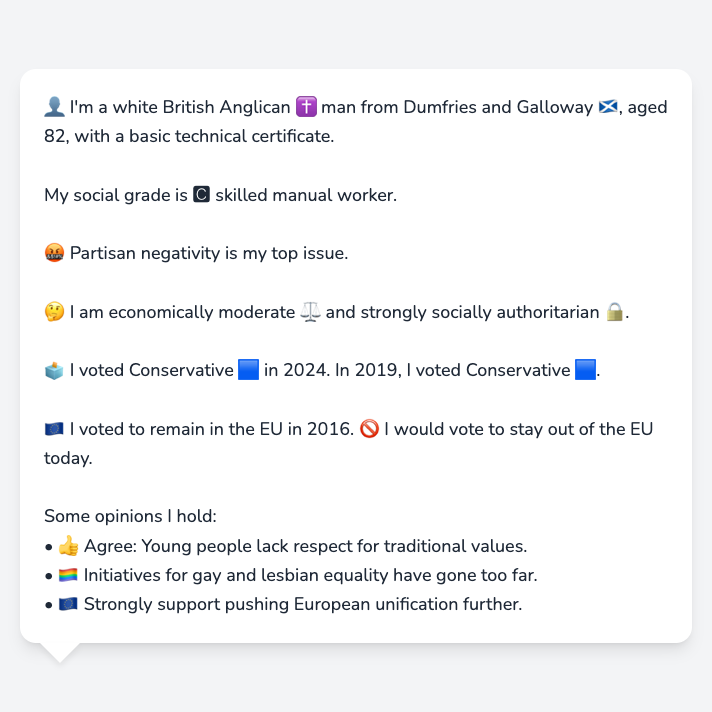 👤 I'm a white British Anglican ✝️ man from Dumfries and Galloway 🏴󠁧󠁢󠁳󠁣󠁴󠁿, aged
82, with a basic technical certificate.
My social grade is 🅲 skilled manual worker.
🤬 Partisan negativity is my top issue.
🤔 I am economically moderate ⚖️ and strongly socially authoritarian 🔒.
🗳️ I voted Conservative 🟦 in 2024. In 2019, I voted Conservative 🟦.
🇪🇺 I voted to remain in the EU in 2016. 🚫 I would vote to stay out of the EU
today.
Some opinions I hold:
• 👍 Agree: Young people lack respect for traditional values.
• 🏳️‍🌈 Initiatives for gay and lesbian equality have gone too far.
• 🇪🇺 Strongly support pushing European unification further.